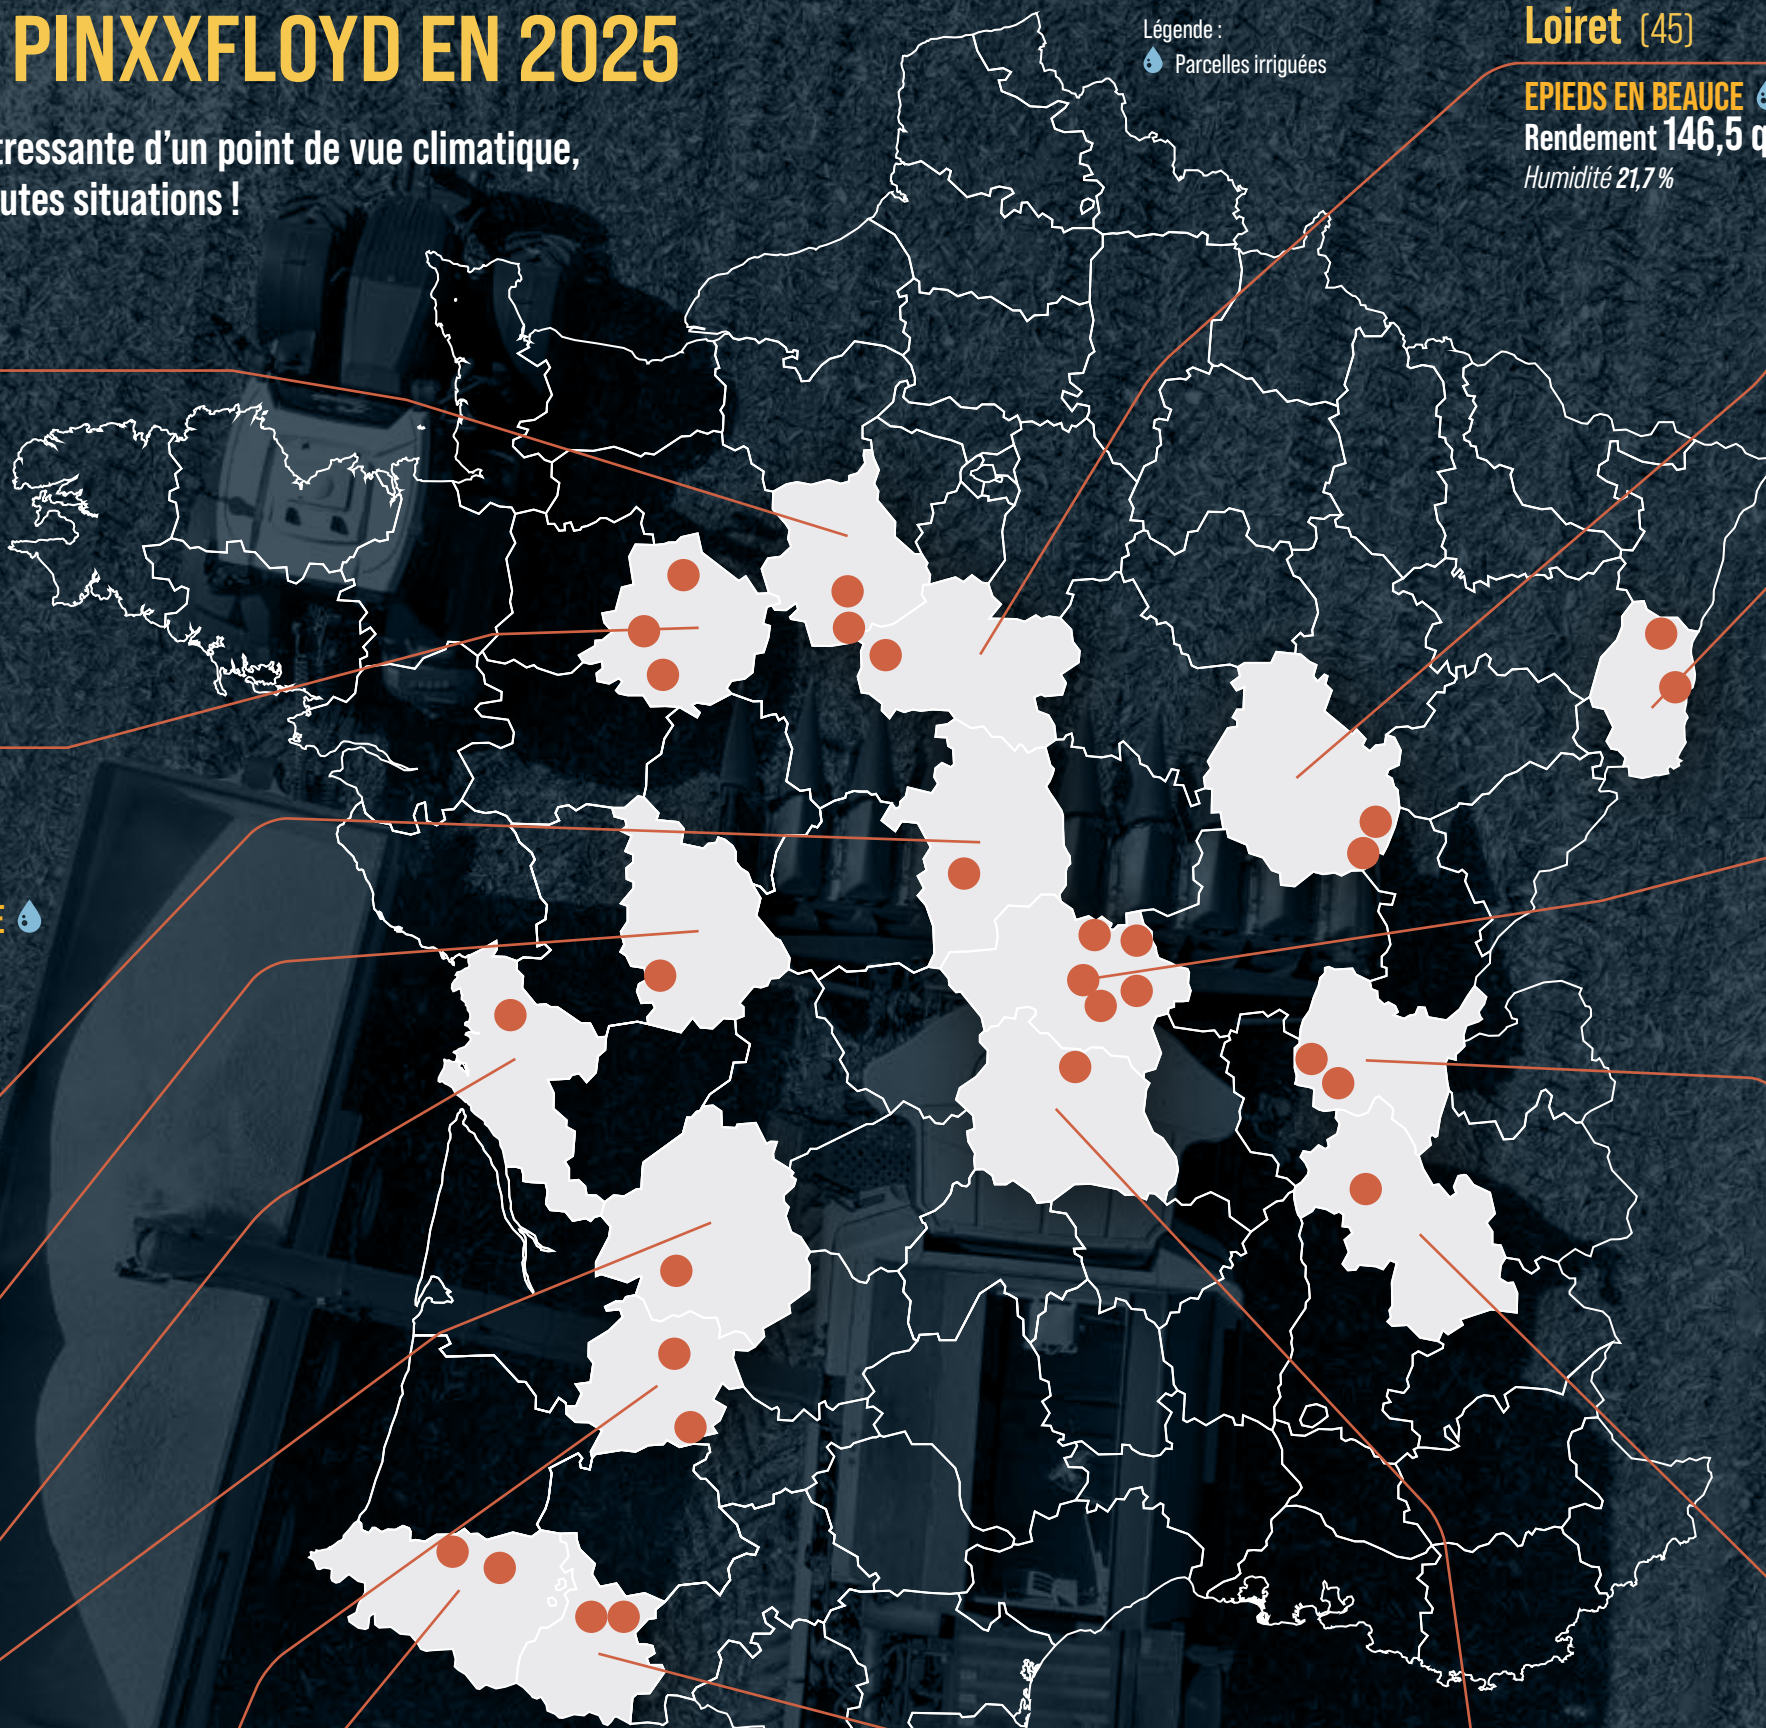 PINXXFLOYD EN 2025
tressante d'un point de vue climatique,
utes situations !
Légende :
Parcelles irriguées
Loiret (45)
EPIEDS EN BEAUCE
Rendement 146,5 q
Humidité 21,7 %
E